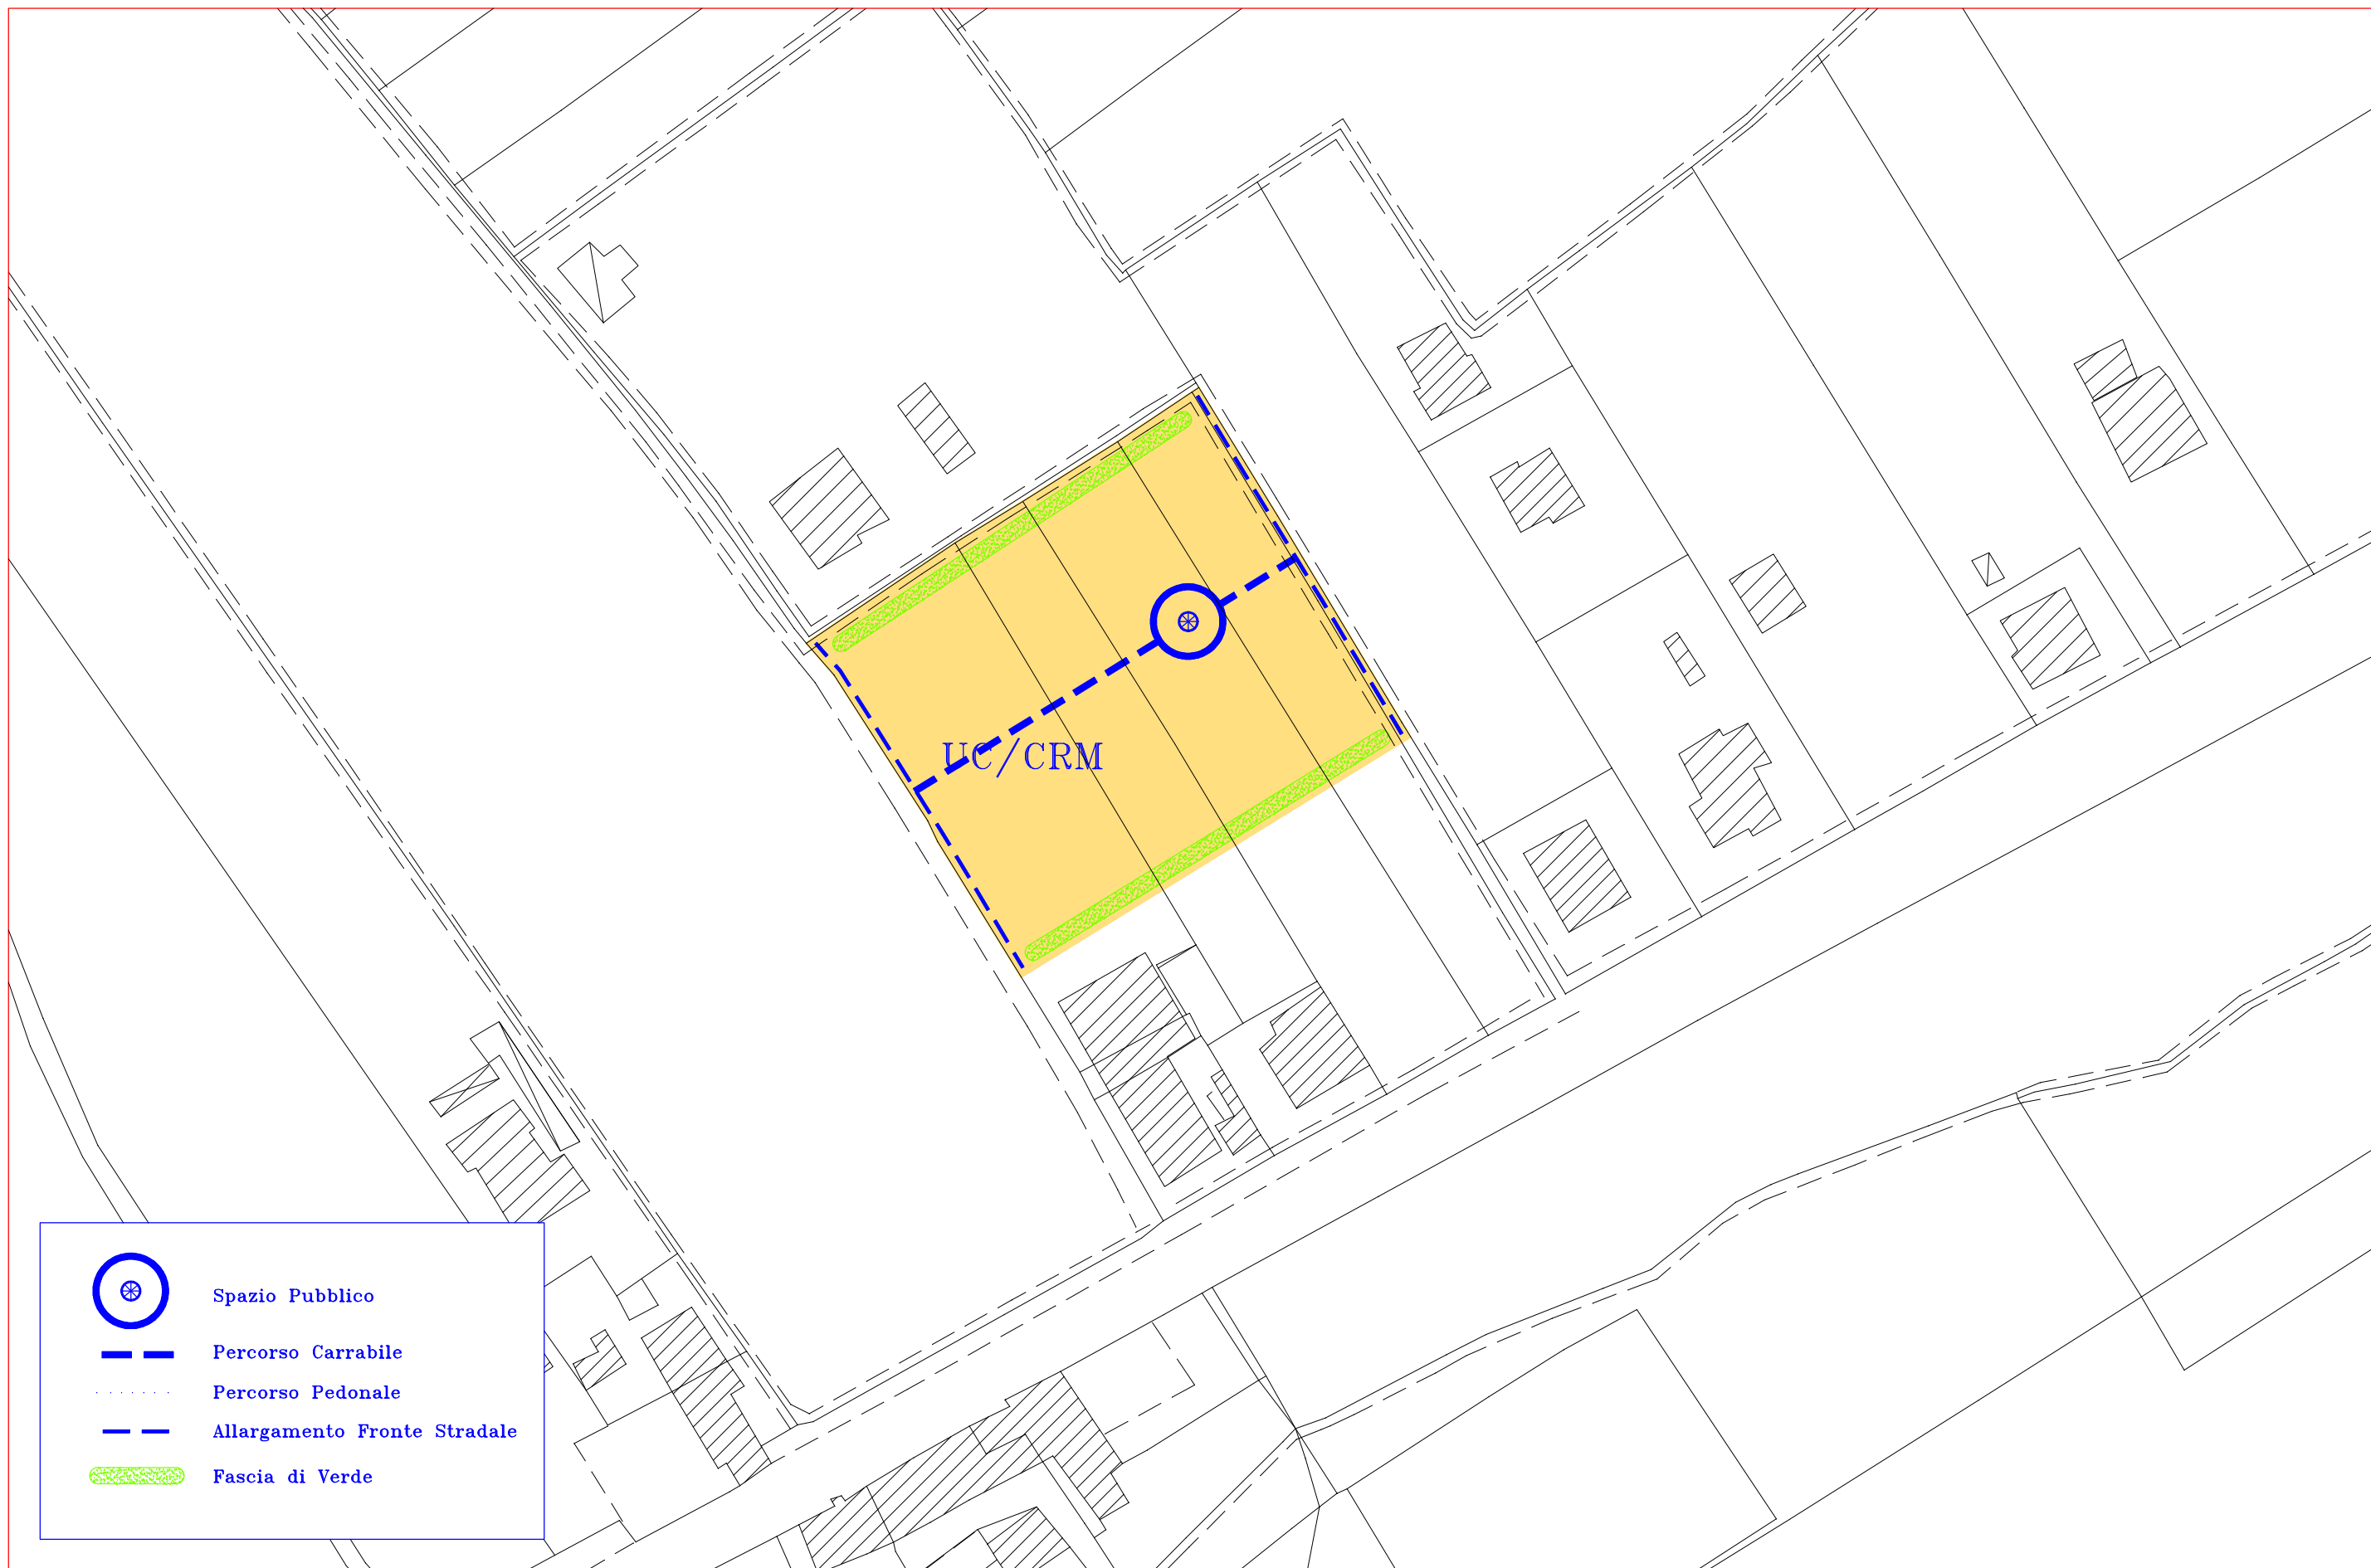 UC/CRM
Spazio Pubblico
Percorso Carrabile
Percorso Pedonale
Allargamento Fronte Stradale
Fascia di Verde